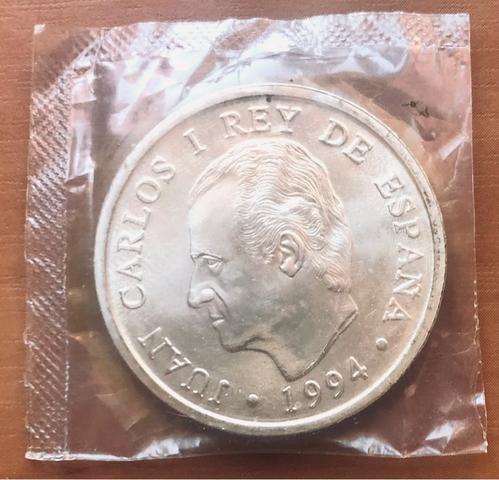 JUAN CARLOS I REY DE ESPAÑA • 1994 •